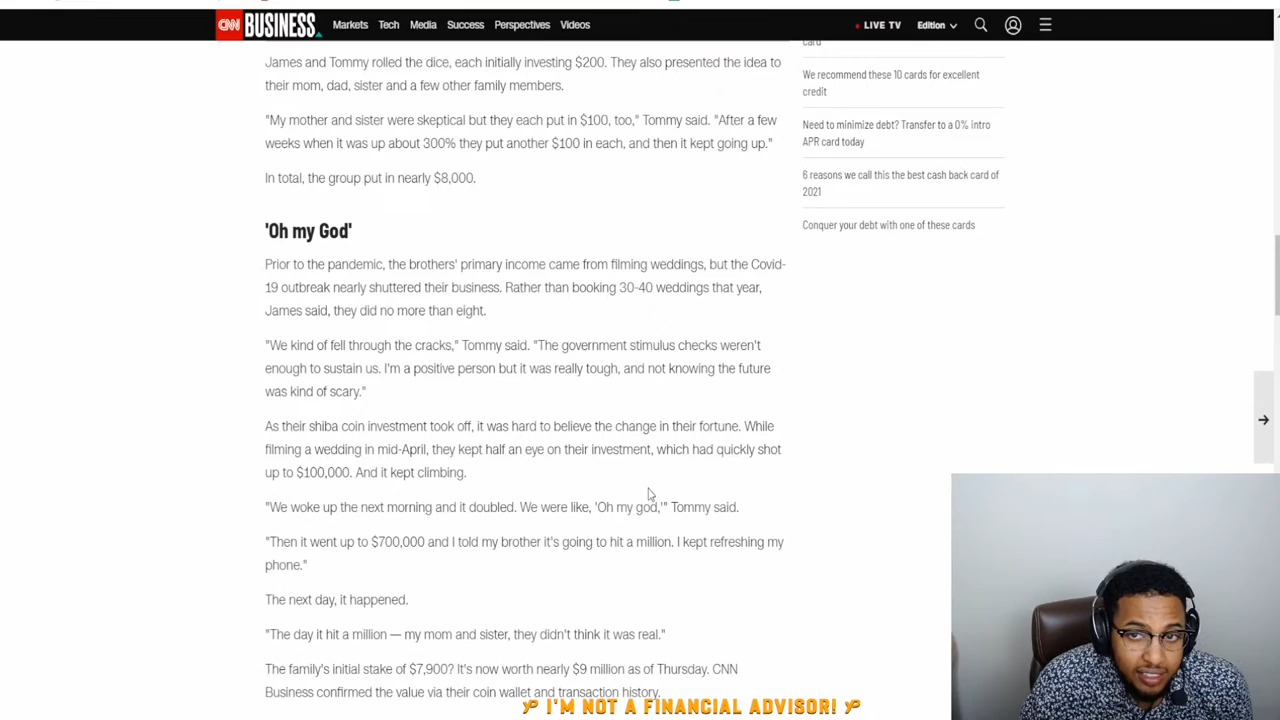 CNN BUSINESS Markets Tech Media Success Perspectives Videos LIVE TV Edition
James and Tommy rolled the dice, each initially investing $200. They also presented the idea to
their mom, dad, sister and a few other family members.
"My mother and sister were skeptical but they each put in $100, too," Tommy said. "After a few
weeks when it was up about 300% they put another $100 in each, and then it kept going up."
In total, the group put in nearly $8,000.
'Oh my God'
Prior to the pandemic, the brothers' primary income came from filming weddings, but the Covid-
19 outbreak nearly shuttered their business. Rather than booking 30-40 weddings that year,
James said, they did no more than eight.
"We kind of fell through the cracks," Tommy said. "The government stimulus checks weren't
enough to sustain us. I'm a positive person but it was really tough, and not knowing the future
was kind of scary."
As their shiba coin investment took off, it was hard to believe the change in their fortune. While
filming a wedding in mid-April, they kept half an eye on their investment, which had quickly shot
up to $100,000. And it kept climbing.
"We woke up the next morning and it doubled. We were like, 'Oh my god,'" Tommy said.
"Then it went up to $700,000 and I told my brother it's going to hit a million. I kept refreshing my
phone."
The next day, it happened.
"The day it hit a million — my mom and sister, they didn't think it was real."
The family's initial stake of $7,900? It's now worth nearly $9 million as of Thursday. CNN
Business confirmed the value via their coin wallet and transaction history.
card
We recommend these 10 cards for excellent
credit
Need to minimize debt? Transfer to a 0% intro
APR card today
6 reasons we call this the best cash back card of
2021
Conquer your debt with one of these cards
I'M NOT A FINANCIAL ADVISOR!